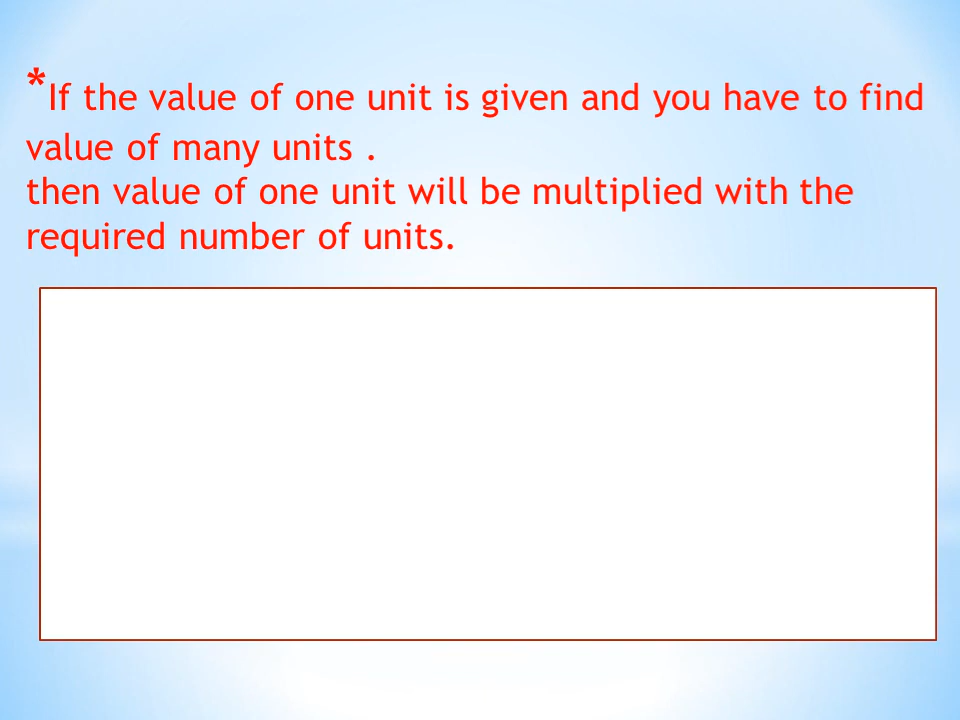 *If the value of one unit is given and you have to find
value of many units .
then value of one unit will be multiplied with the
required number of units.